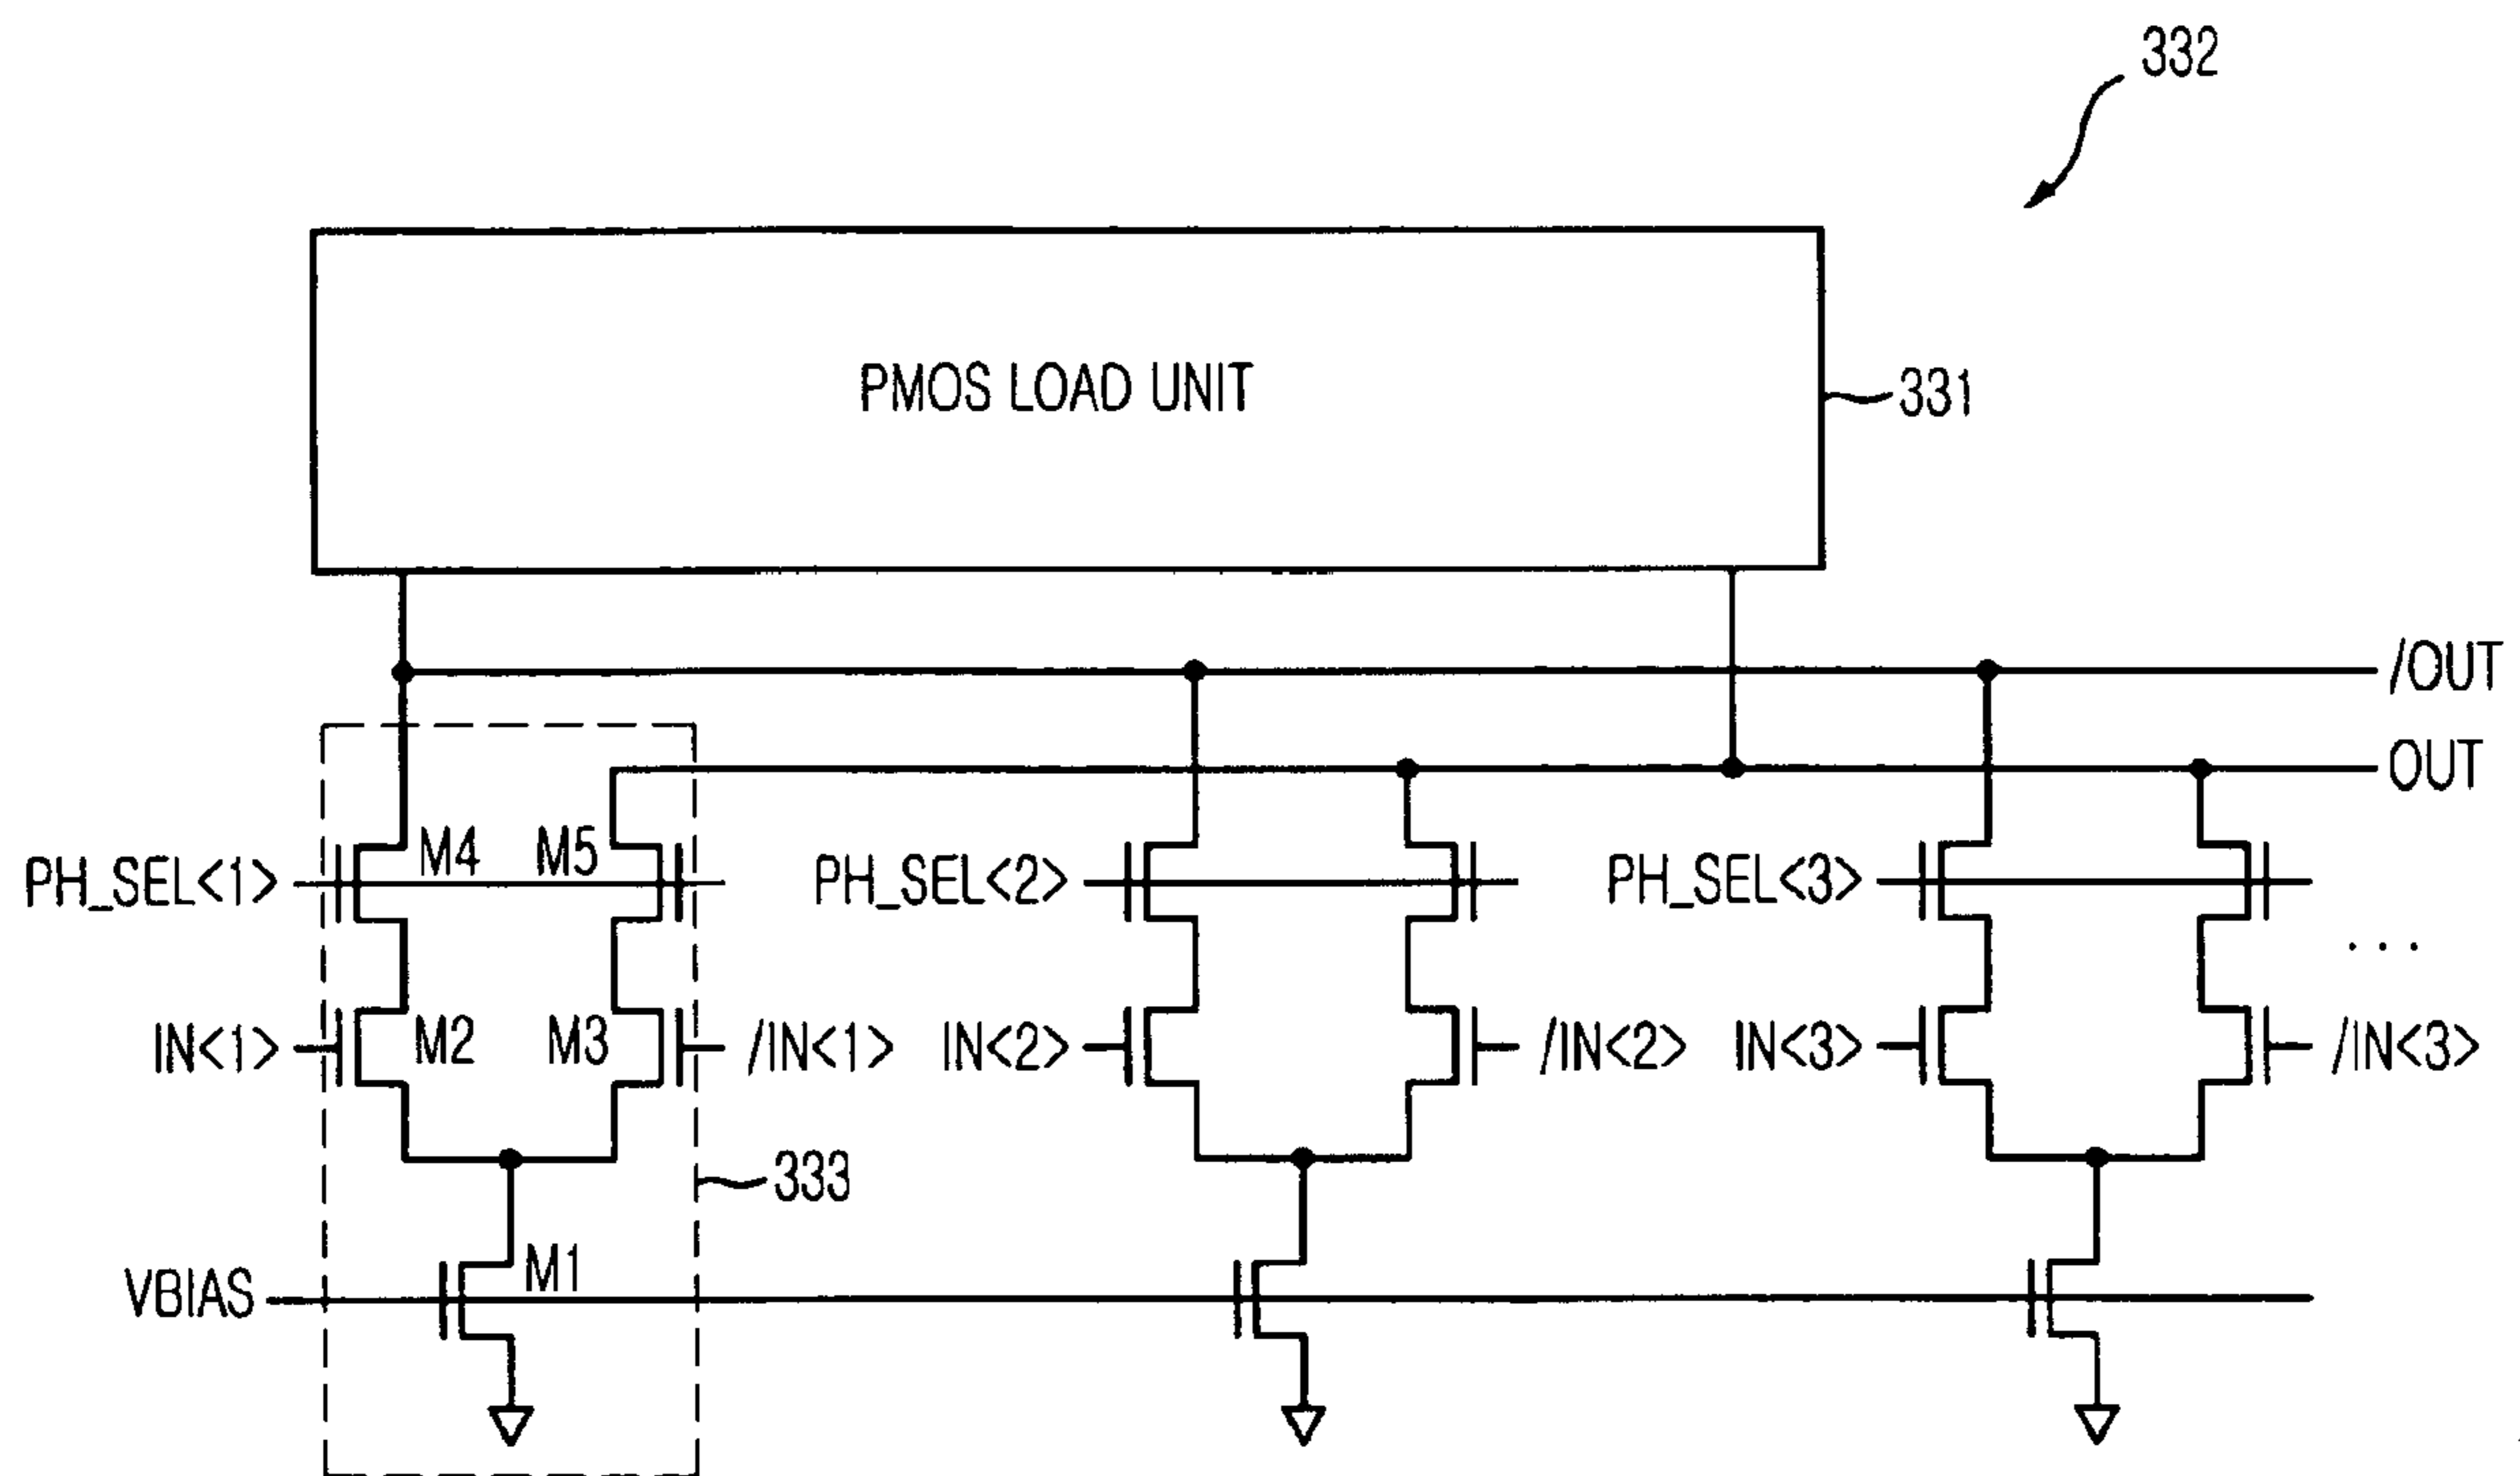 332
PMOS LOAD UNIT
331
/OUT
OUT
M4 M5
PH_SEL<1> PH_SEL<2> PH_SEL<3>
...
IN<1> M2 M3 /IN<1> IN<2> /IN<2> IN<3> /IN<3>
333
M1
VBIAS